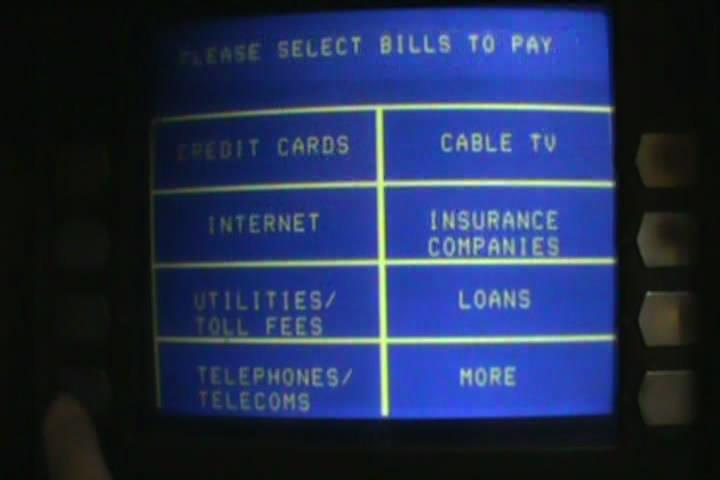 PLEASE SELECT BILLS TO PAY
CREDIT CARDS
CABLE TV
INTERNET
INSURANCE
COMPANIES
UTILITIES/
TOLL FEES
LOANS
TELEPHONES/
TELECOMS
MORE